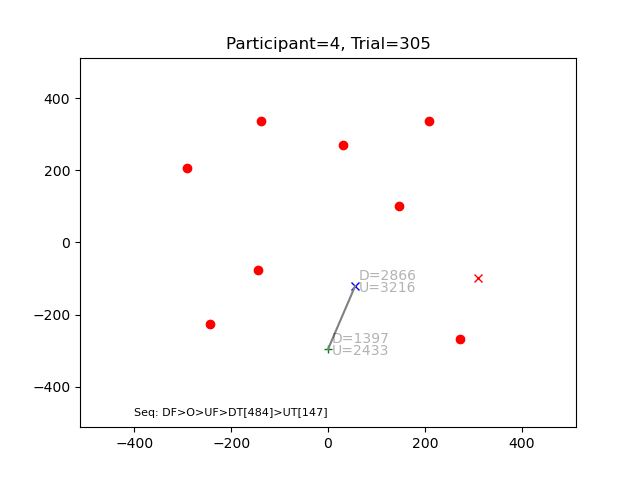 Participant=4, Trial=305
400
200
0
−200
−400
D=2866
U=3216
D=1397
U=2433
Seq: DF>O>UF>DT[484]>UT[147]
−400
−200
0
200
400